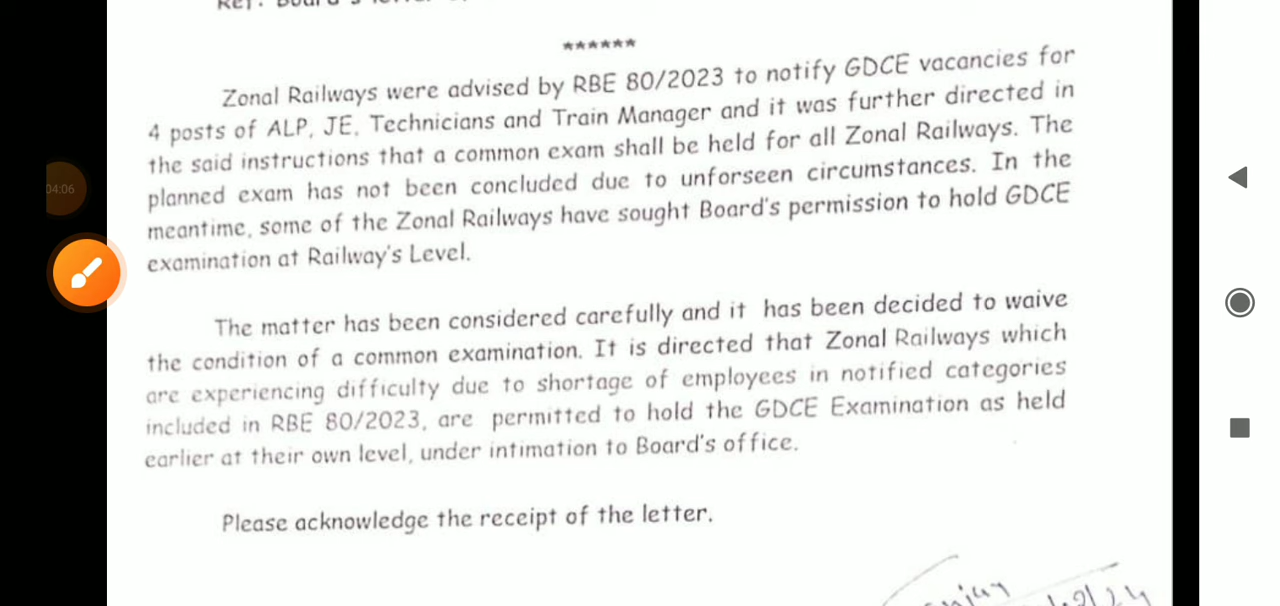 Ref: Board's letter
******
Zonal Railways were advised by RBE 80/2023 to notify GDCE vacancies for
4 posts of ALP, JE, Technicians and Train Manager and it was further directed in
the said instructions that a common exam shall be held for all Zonal Railways. The
planned exam has not been concluded due to unforseen circumstances. In the
meantime, some of the Zonal Railways have sought Board's permission to hold GDCE
examination at Railway's Level.
The matter has been considered carefully and it has been decided to waive
the condition of a common examination. It is directed that Zonal Railways which
are experiencing difficulty due to shortage of employees in notified categories
included in RBE 80/2023, are permitted to hold the GDCE Examination as held
earlier at their own level, under intimation to Board's office.
Please acknowledge the receipt of the letter.
04:06